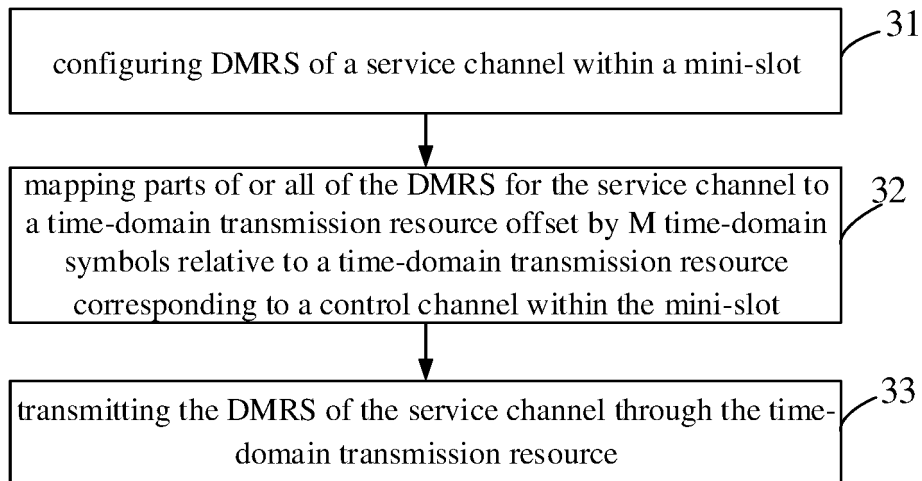 31
configuring DMRS of a service channel within a mini-slot
mapping parts of or all of the DMRS for the service channel to
a time-domain transmission resource offset by M time-domain
symbols relative to a time-domain transmission resource
corresponding to a control channel within the mini-slot
32
transmitting the DMRS of the service channel through the time-
domain transmission resource
33